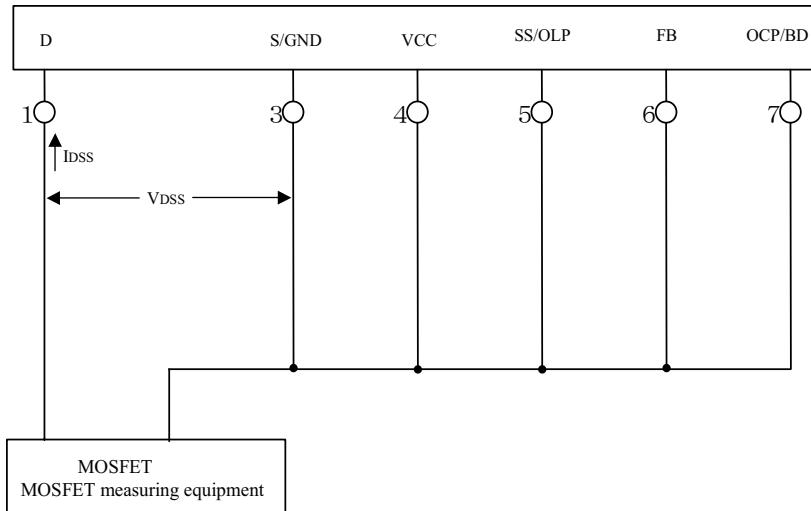 D S/GND VCC SS/OLP FB OCP/BD
1 3 4 5 6 7
IDSS
VDSS
MOSFET
MOSFET measuring equipment